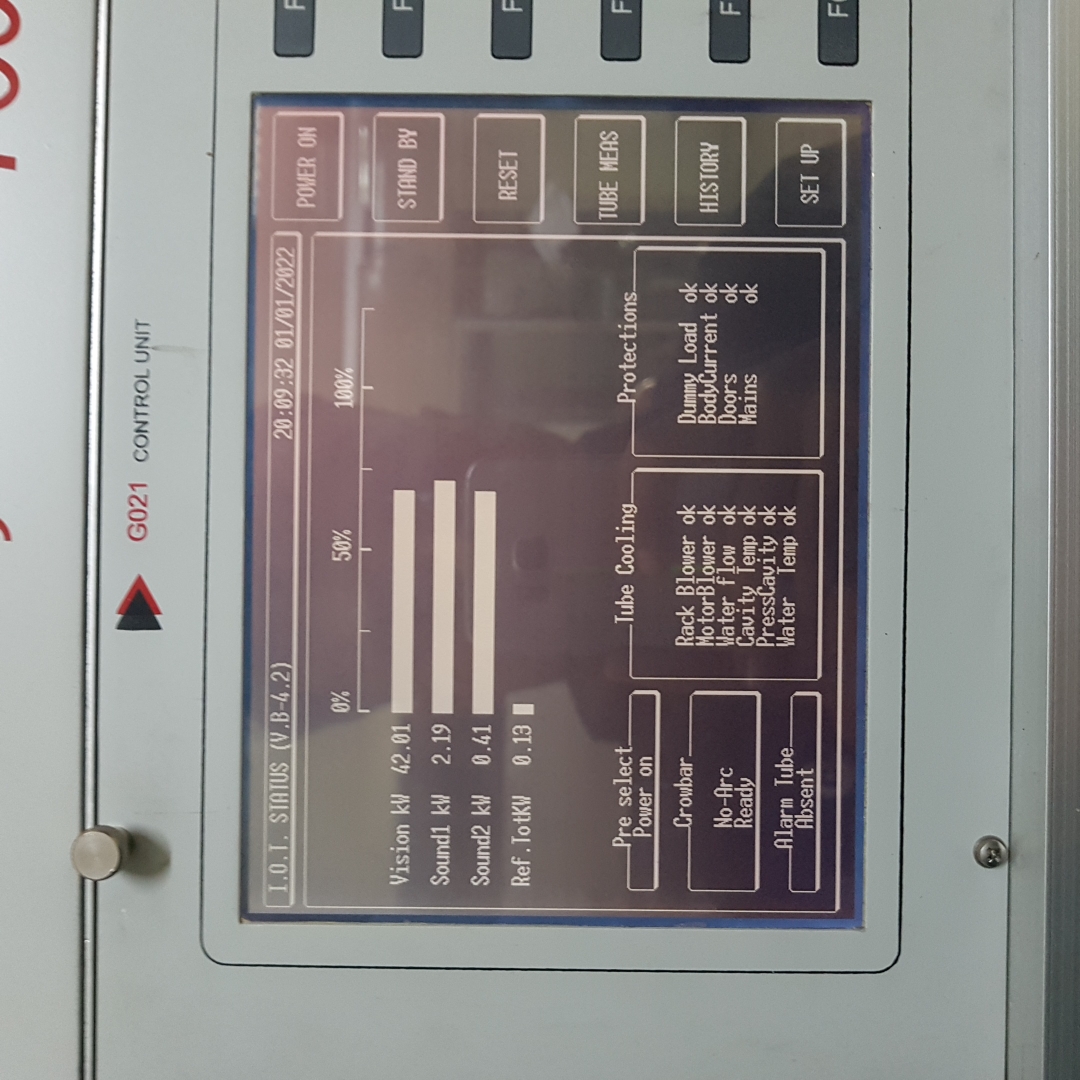 G021 CONTROL UNIT
I.O.T. STATUS (V.B-4.2) 20:09:32 01/01/2022
0% 50% 100%
Vision kW 42.01
Sound1 kW 2.19
Sound2 kW 0.41
Ref.TotKW 0.13
Pre select
Power on
Crowbar
No-Arc
Ready
Alarm Tube
Absent
Tube Cooling
Rack Blower ok
MotorBlower ok
Water flow ok
Cavity Temp ok
PressCavity ok
Water Temp ok
Protections
Dummy Load ok
BodyCurrent ok
Doors ok
Mains ok
POWER ON
STAND BY
RESET
TUBE MEAS
HISTORY
SET UP